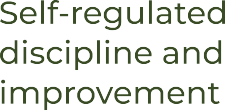 Self-regulated
discipline and
improvement